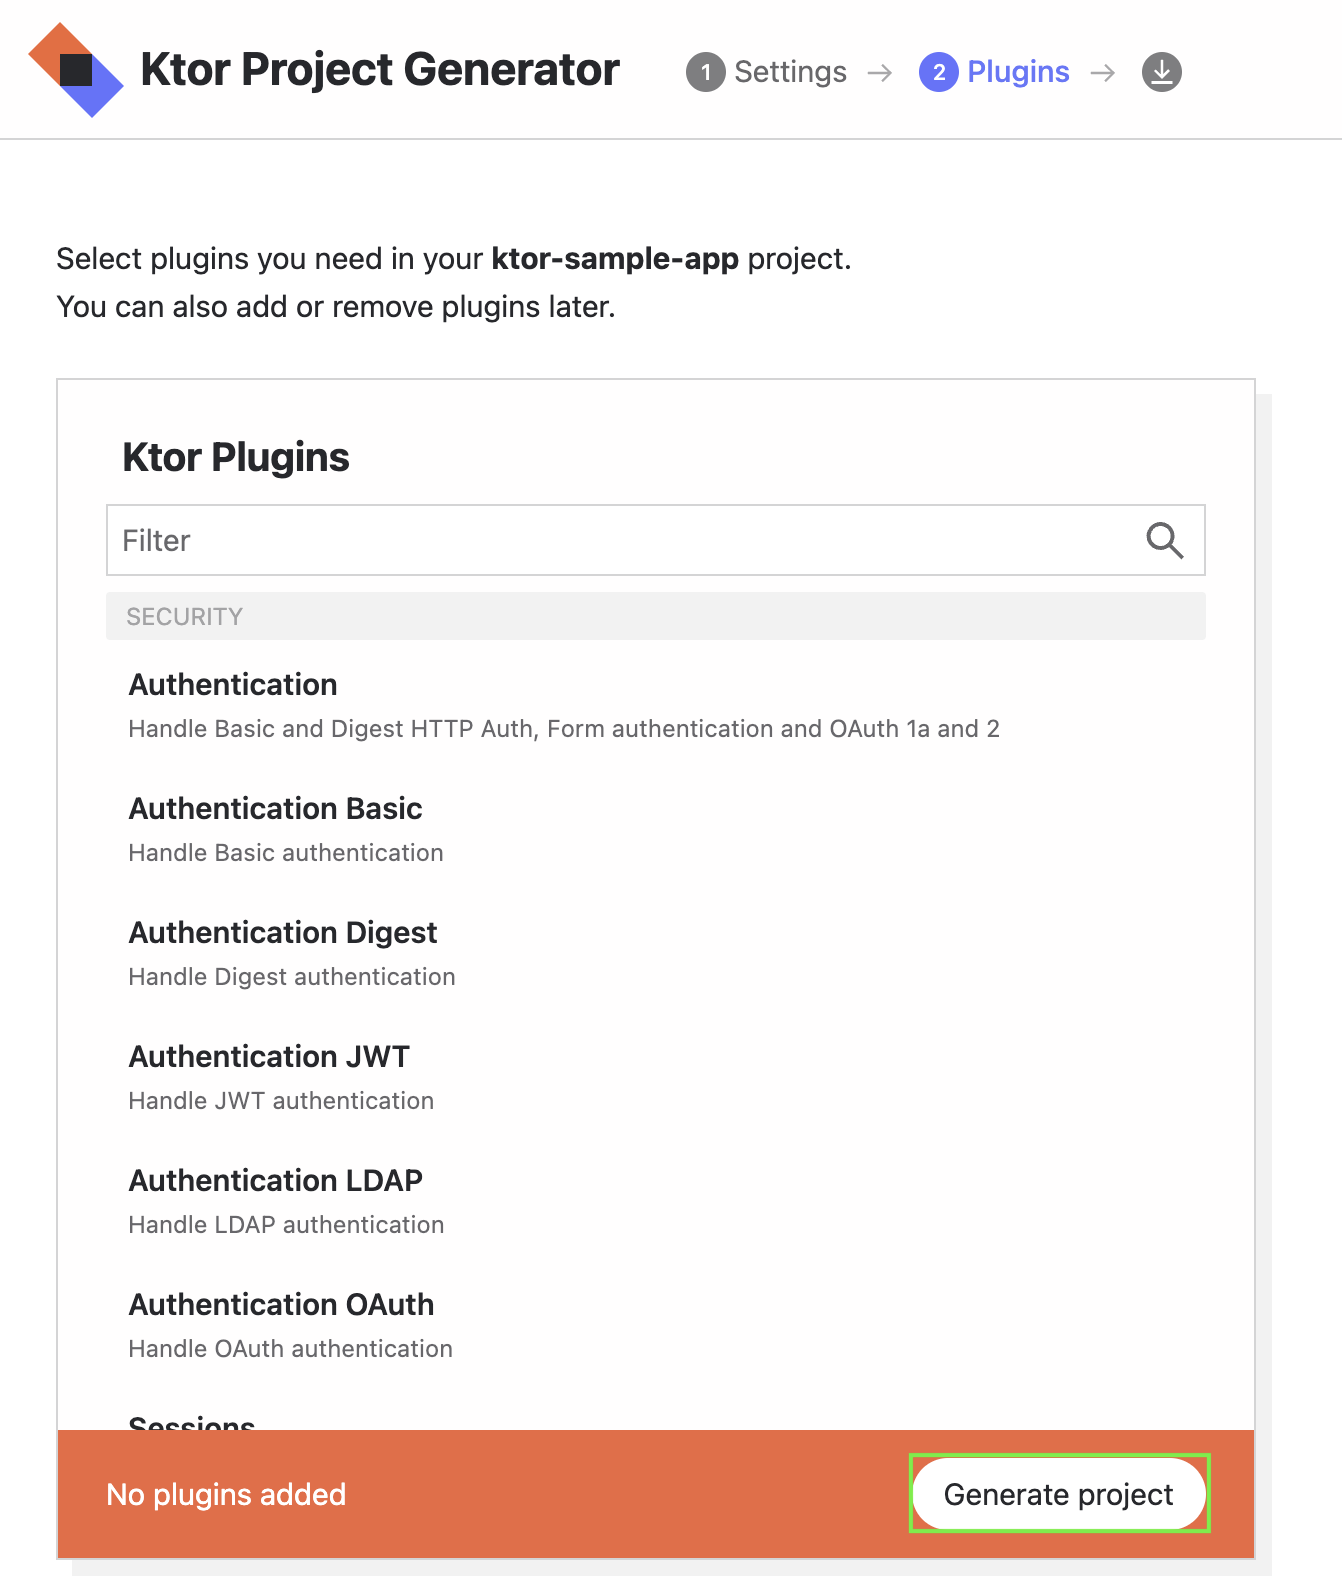 Ktor Project Generator
1 Settings → 2 Plugins →
Select plugins you need in your ktor-sample-app project.
You can also add or remove plugins later.
Ktor Plugins
Filter
SECURITY
Authentication
Handle Basic and Digest HTTP Auth, Form authentication and OAuth 1a and 2
Authentication Basic
Handle Basic authentication
Authentication Digest
Handle Digest authentication
Authentication JWT
Handle JWT authentication
Authentication LDAP
Handle LDAP authentication
Authentication OAuth
Handle OAuth authentication
Sessions
No plugins added
Generate project